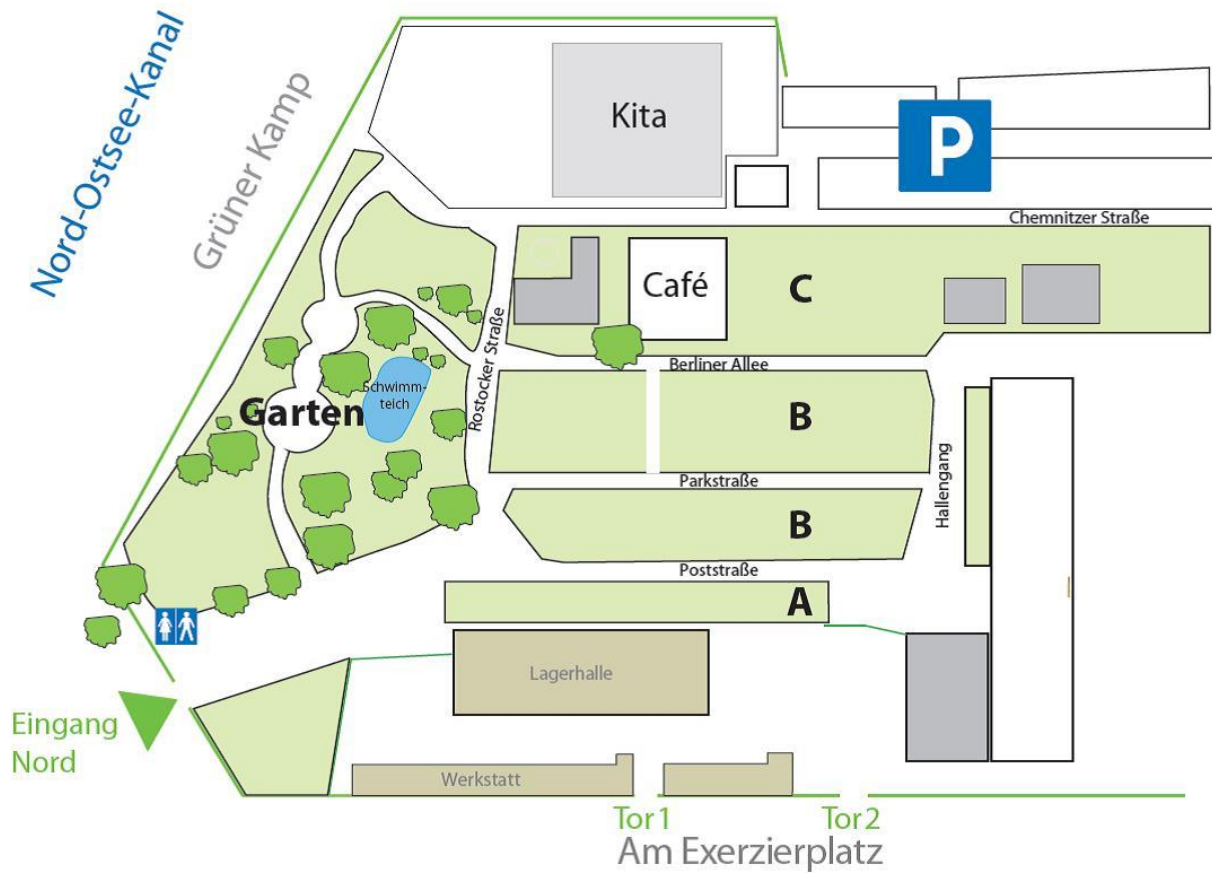 Nord-Ostsee-Kanal
Grüner Kamp
Kita
P
Chemnitzer Straße
Café
C
Rostocker Straße
Berliner Allee
Schwimm-
teich
Garten
B
Parkstraße
Hallengang
B
Poststraße
A
Lagerhalle
Eingang
Nord
Werkstatt
Tor 1
Tor 2
Am Exerzierplatz